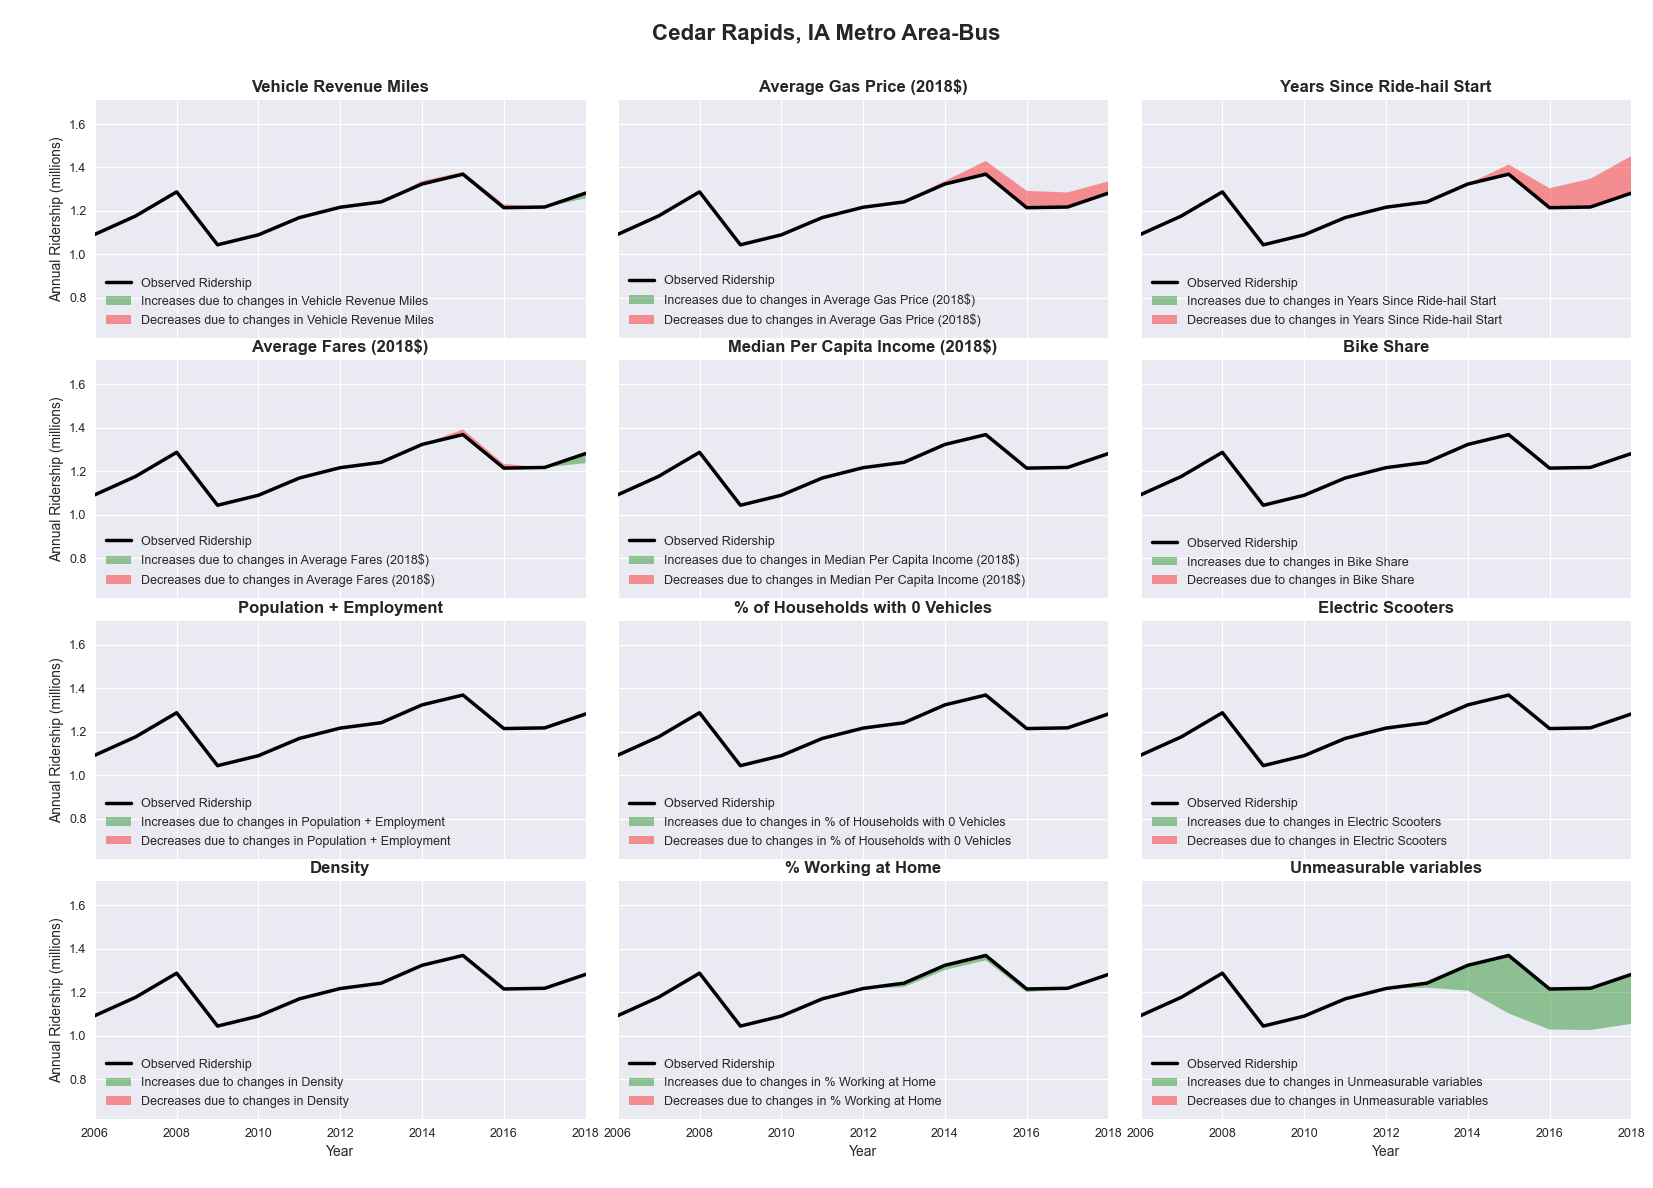 Cedar Rapids, IA Metro Area-Bus
Vehicle Revenue Miles
Average Gas Price (2018$)
Years Since Ride-hail Start
Annual Ridership (millions)
1.6
1.4
1.2
1.0
0.8
Observed Ridership
Increases due to changes in Vehicle Revenue Miles
Decreases due to changes in Vehicle Revenue Miles
Observed Ridership
Increases due to changes in Average Gas Price (2018$)
Decreases due to changes in Average Gas Price (2018$)
Observed Ridership
Increases due to changes in Years Since Ride-hail Start
Decreases due to changes in Years Since Ride-hail Start
Average Fares (2018$)
Median Per Capita Income (2018$)
Bike Share
Annual Ridership (millions)
1.6
1.4
1.2
1.0
0.8
Observed Ridership
Increases due to changes in Average Fares (2018$)
Decreases due to changes in Average Fares (2018$)
Observed Ridership
Increases due to changes in Median Per Capita Income (2018$)
Decreases due to changes in Median Per Capita Income (2018$)
Observed Ridership
Increases due to changes in Bike Share
Decreases due to changes in Bike Share
Population + Employment
% of Households with 0 Vehicles
Electric Scooters
Annual Ridership (millions)
1.6
1.4
1.2
1.0
0.8
Observed Ridership
Increases due to changes in Population + Employment
Decreases due to changes in Population + Employment
Observed Ridership
Increases due to changes in % of Households with 0 Vehicles
Decreases due to changes in % of Households with 0 Vehicles
Observed Ridership
Increases due to changes in Electric Scooters
Decreases due to changes in Electric Scooters
Density
% Working at Home
Unmeasurable variables
Annual Ridership (millions)
1.6
1.4
1.2
1.0
0.8
Observed Ridership
Increases due to changes in Density
Decreases due to changes in Density
Observed Ridership
Increases due to changes in % Working at Home
Decreases due to changes in % Working at Home
Observed Ridership
Increases due to changes in Unmeasurable variables
Decreases due to changes in Unmeasurable variables
2006 2008 2010 2012 2014 2016 2018
2006 2008 2010 2012 2014 2016 2018
2006 2008 2010 2012 2014 2016 2018
Year
Year
Year